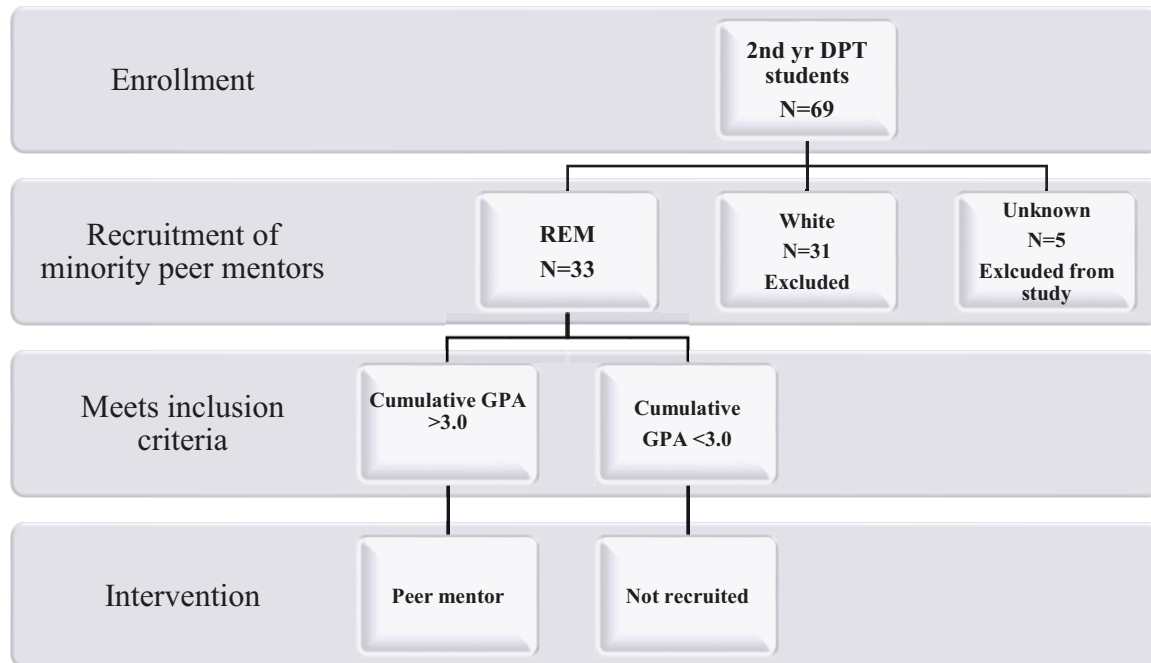 Enrollment
2nd yr DPT
students
N=69
Recruitment of
minority peer mentors
REM
N=33
White
N=31
Excluded
Unknown
N=5
Exlcuded from
study
Meets inclusion
criteria
Cumulative GPA
>3.0
Cumulative
GPA <3.0
Intervention
Peer mentor
Not recruited